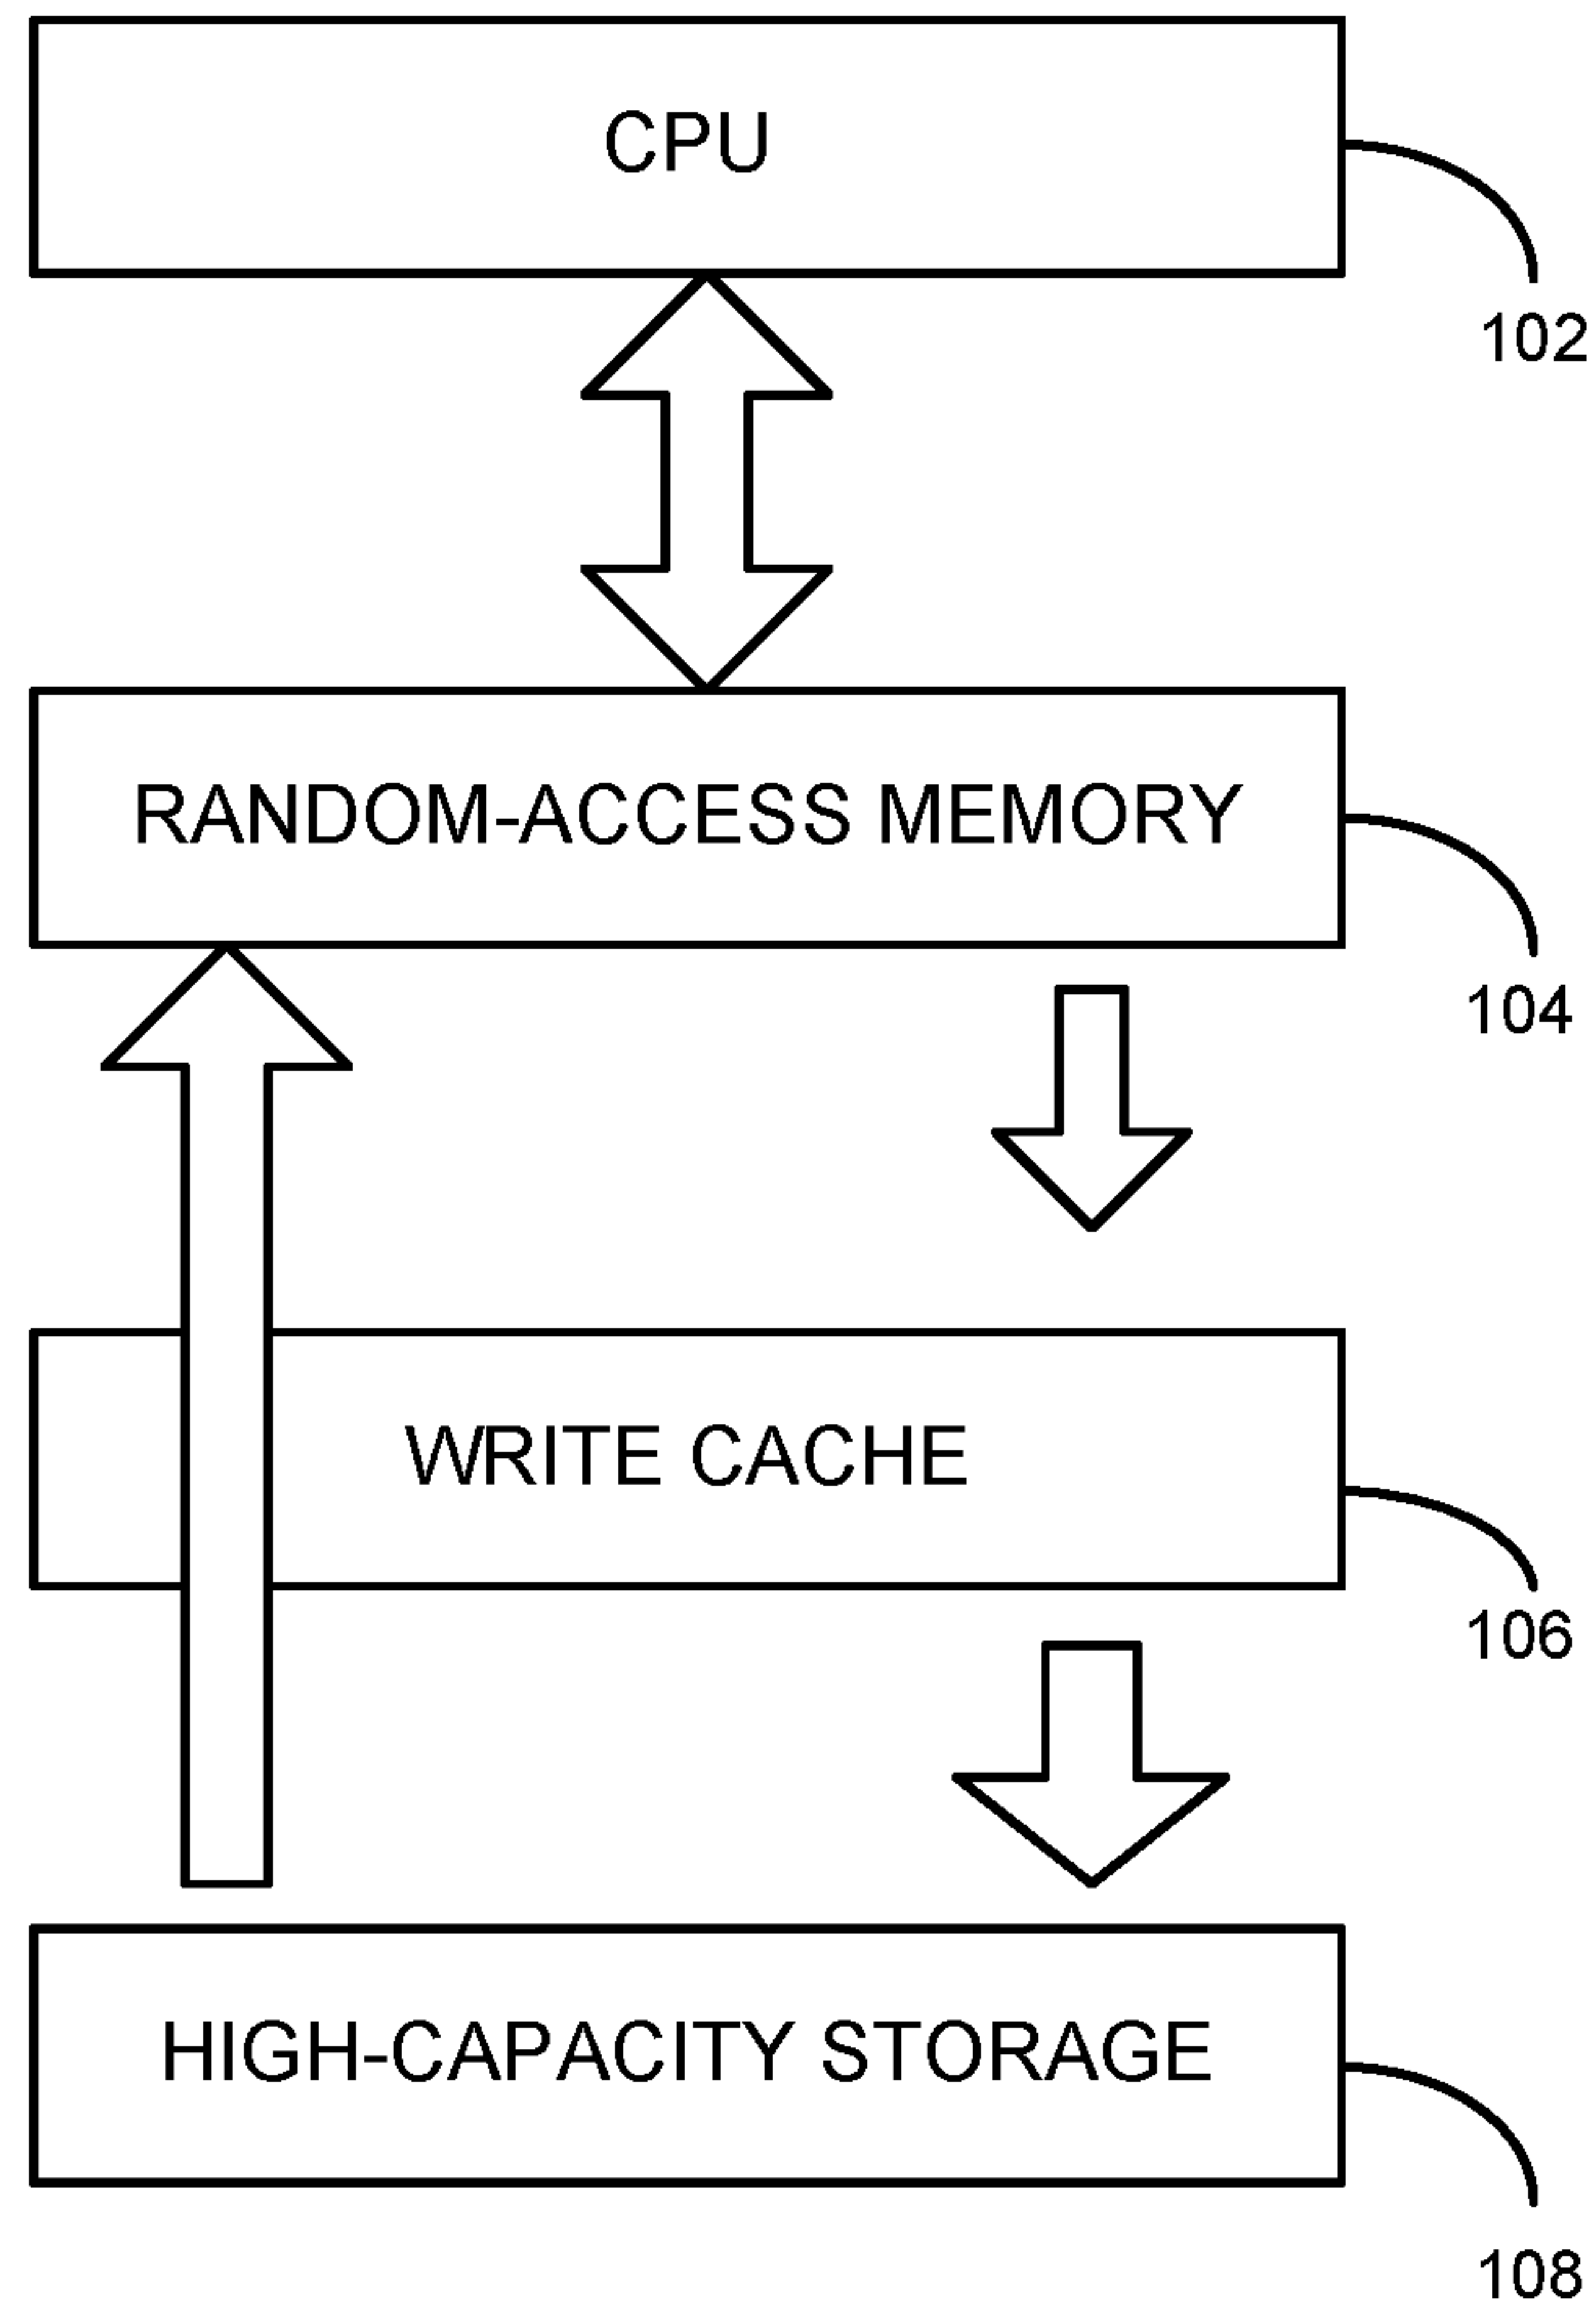 CPU
102
RANDOM-ACCESS MEMORY
104
WRITE CACHE
106
HIGH-CAPACITY STORAGE
108